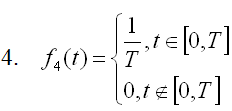 4. f₄(t) = { 1/T , t ∈ [0,T]
0, t ∉ [0,T]